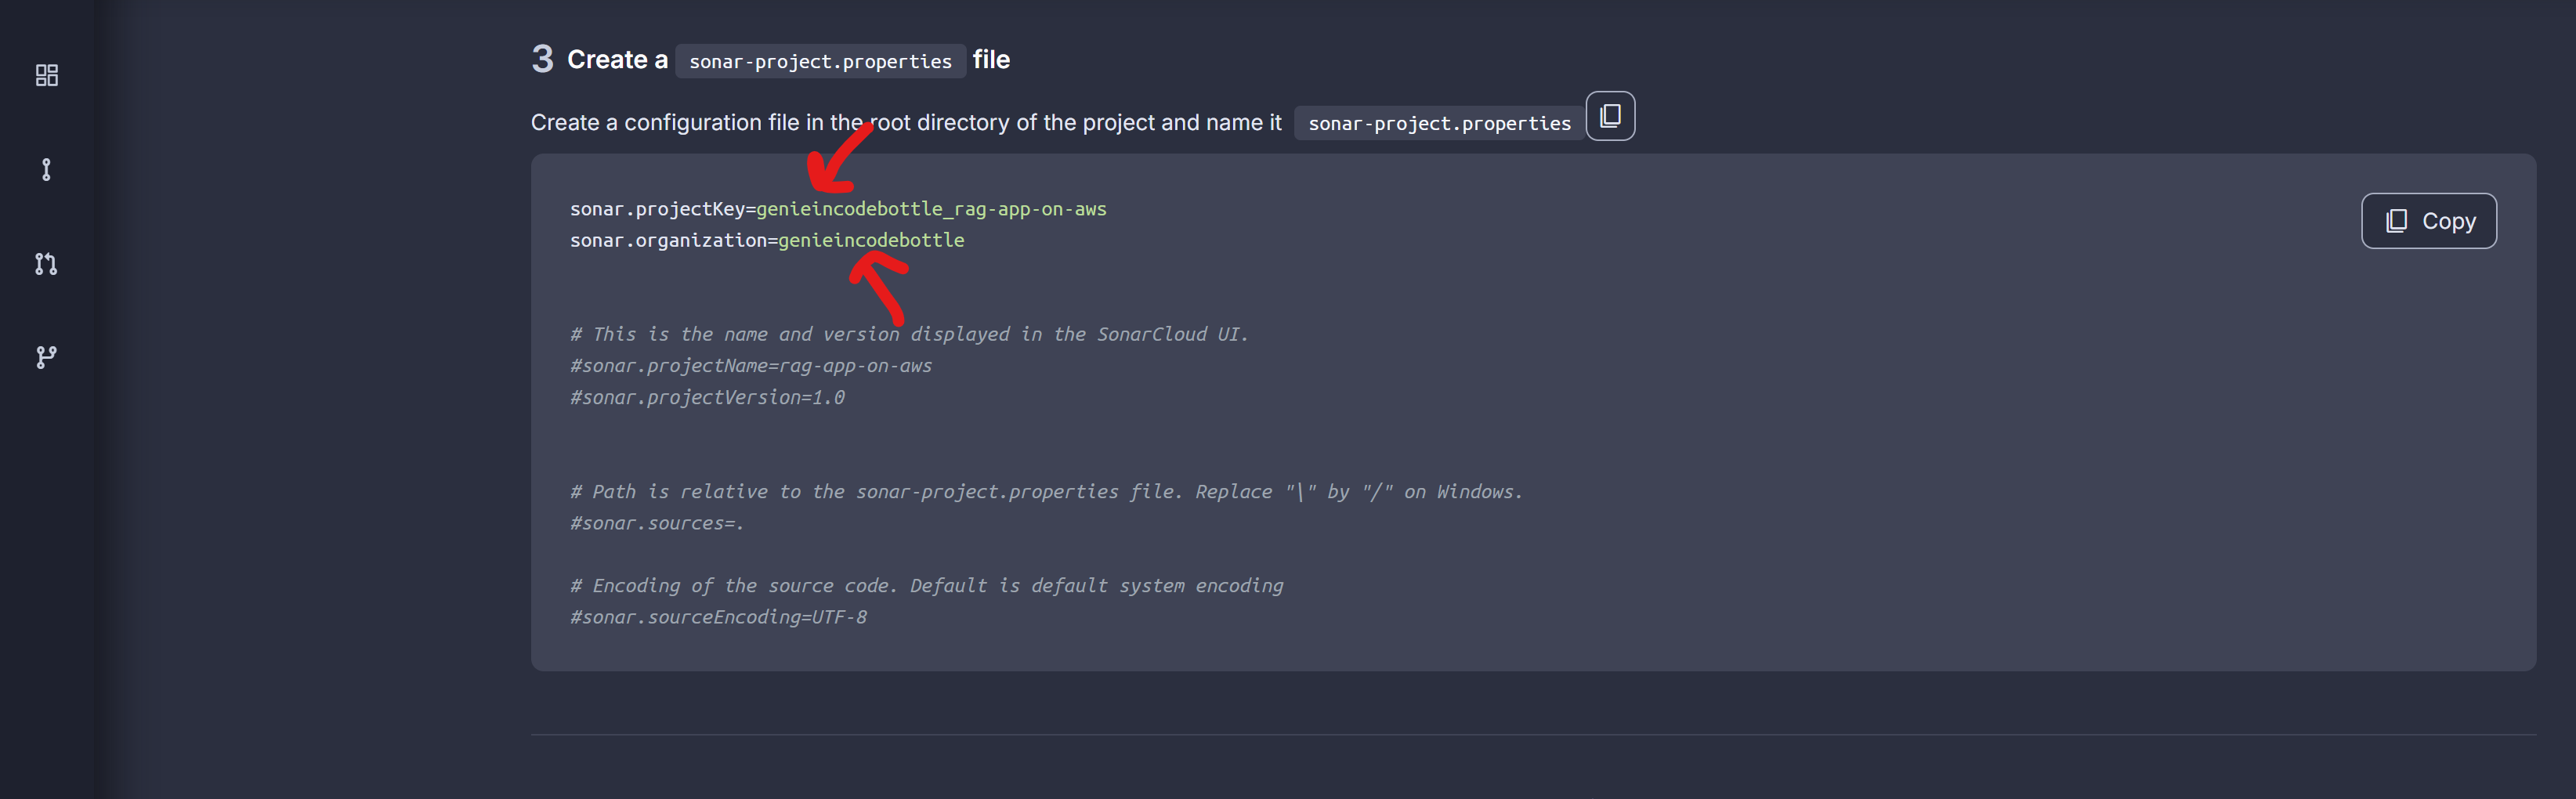 3 Create a sonar-project.properties file
Create a configuration file in the root directory of the project and name it sonar-project.properties
sonar.projectKey=genieincodebottle_rag-app-on-aws
Copy
sonar.organization=genieincodebottle
# This is the name and version displayed in the SonarCloud UI.
#sonar.projectName=rag-app-on-aws
#sonar.projectVersion=1.0
# Path is relative to the sonar-project.properties file. Replace "\" by "/" on Windows.
#sonar.sources=.
# Encoding of the source code. Default is default system encoding
#sonar.sourceEncoding=UTF-8